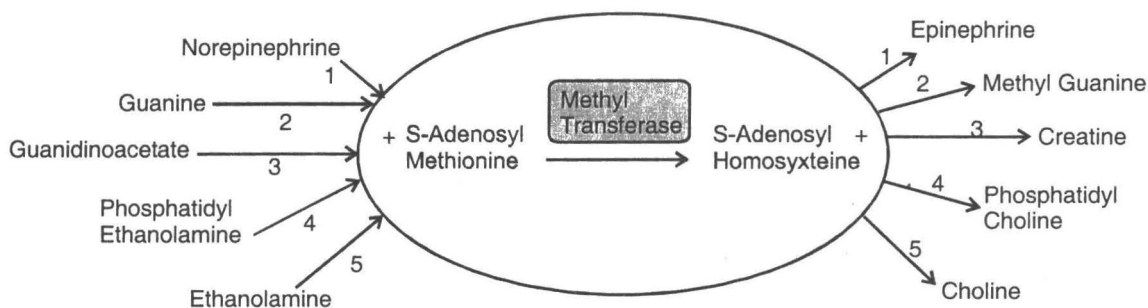 Norepinephrine
1
Guanine
2
Guanidinoacetate
3
Phosphatidyl
Ethanolamine
4
Ethanolamine
5
+ S-Adenosyl
Methionine
Methyl
Transferase
S-Adenosyl +
Homosyxteine
Epinephrine
1
Methyl Guanine
2
Creatine
3
Phosphatidyl
Choline
4
Choline
5